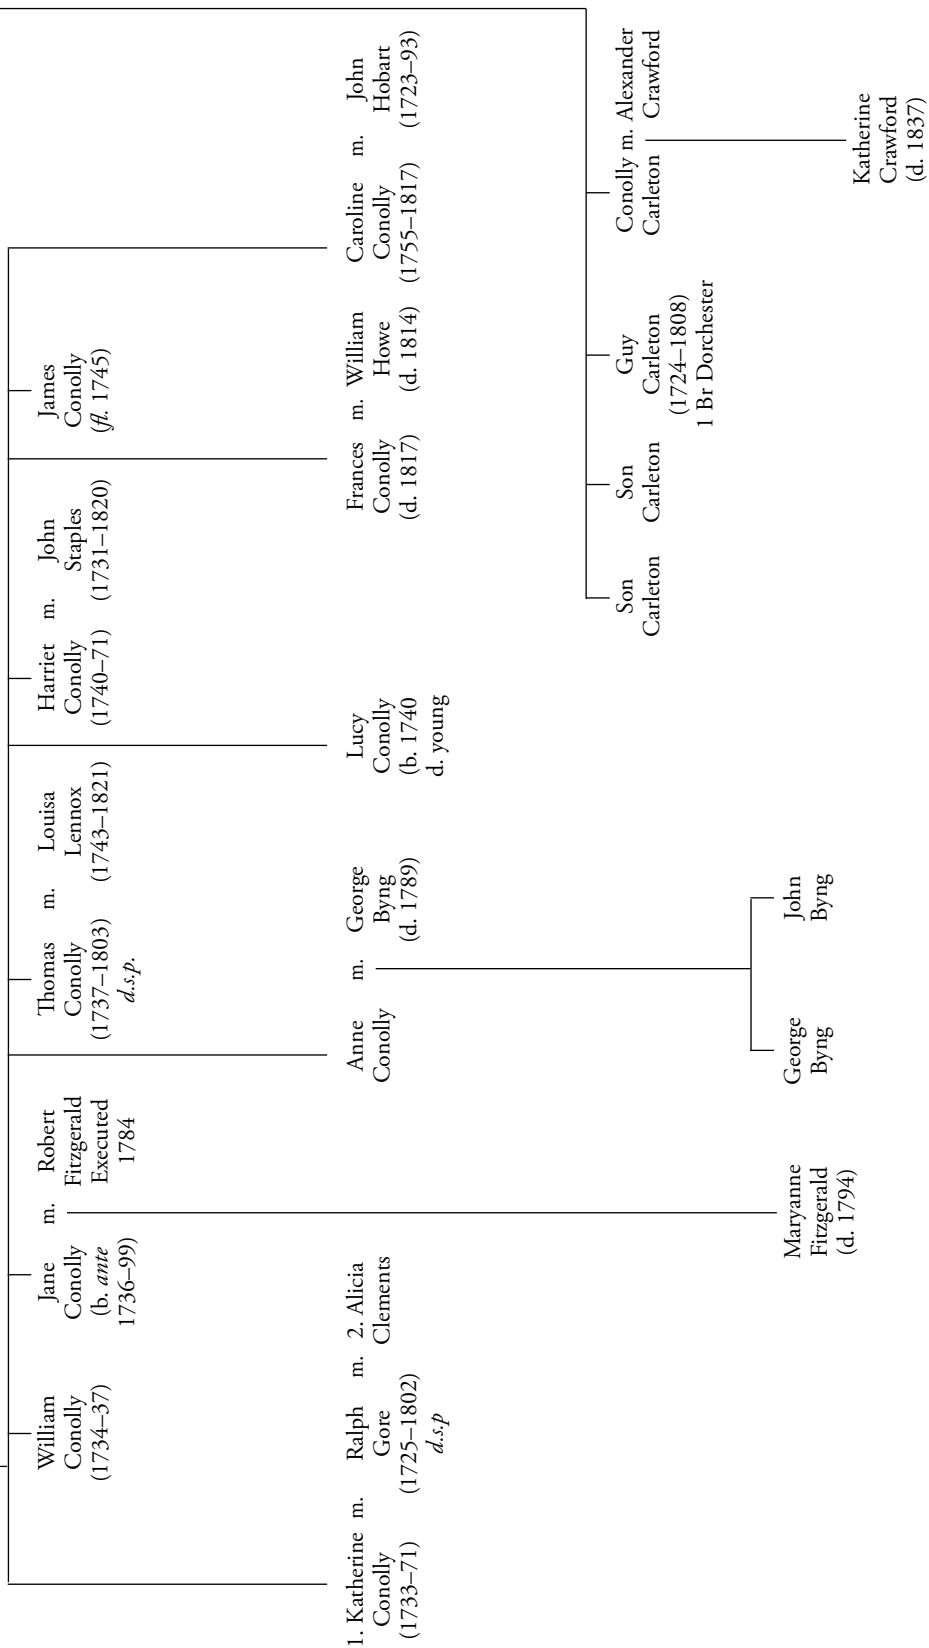 William
Conolly
(1734–37)
Jane
Conolly
(b. ante
1736–99)
m.
Robert
Fitzgerald
Executed
1784
Thomas
Conolly
(1737–1803)
d.s.p.
m.
Louisa
Lennox
(1743–1821)
Harriet
Conolly
(1740–71)
m.
John
Staples
(1731–1820)
James
Conolly
(fl. 1745)
1. Katherine
Conolly
(1733–71)
m.
Ralph
Gore
(1725–1802)
d.s.p
m.
2. Alicia
Clements
Anne
Conolly
m.
George
Byng
(d. 1789)
Lucy
Conolly
(b. 1740
d. young
Frances
Conolly
(d. 1817)
m.
William
Howe
(d. 1814)
Caroline
Conolly
(1755–1817)
m.
John
Hobart
(1723–93)
Son
Carleton
Son
Carleton
Guy
Carleton
(1724–1808)
1 Br Dorchester
Conolly
Carleton
m.
Alexander
Crawford
Maryanne
Fitzgerald
(d. 1794)
George
Byng
John
Byng
Katherine
Crawford
(d. 1837)